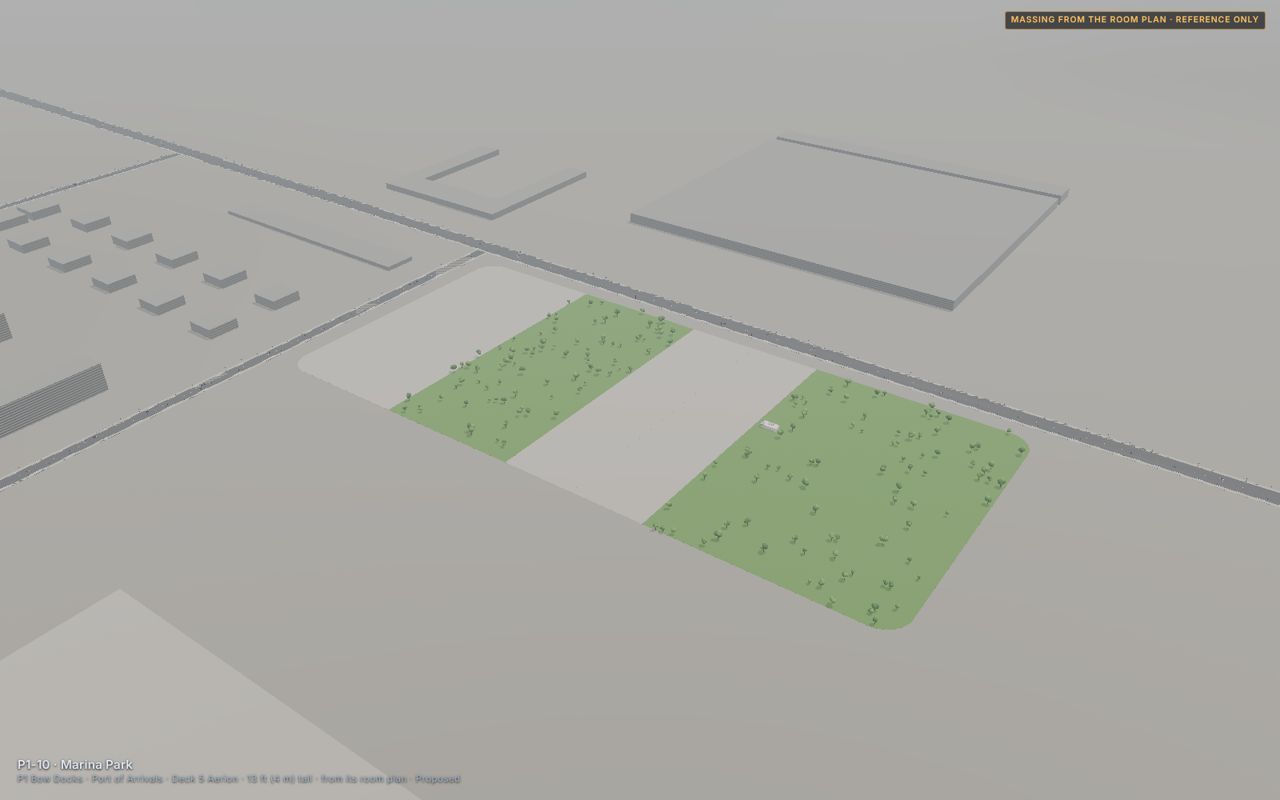 MASSING FROM THE ROOM PLAN · REFERENCE ONLY
P1-10 · Marina Park
P1 Bow Docks · Port of Arrivals · Deck 5 Aerion · 13 ft (4 m) tall · from its room plan · Proposed